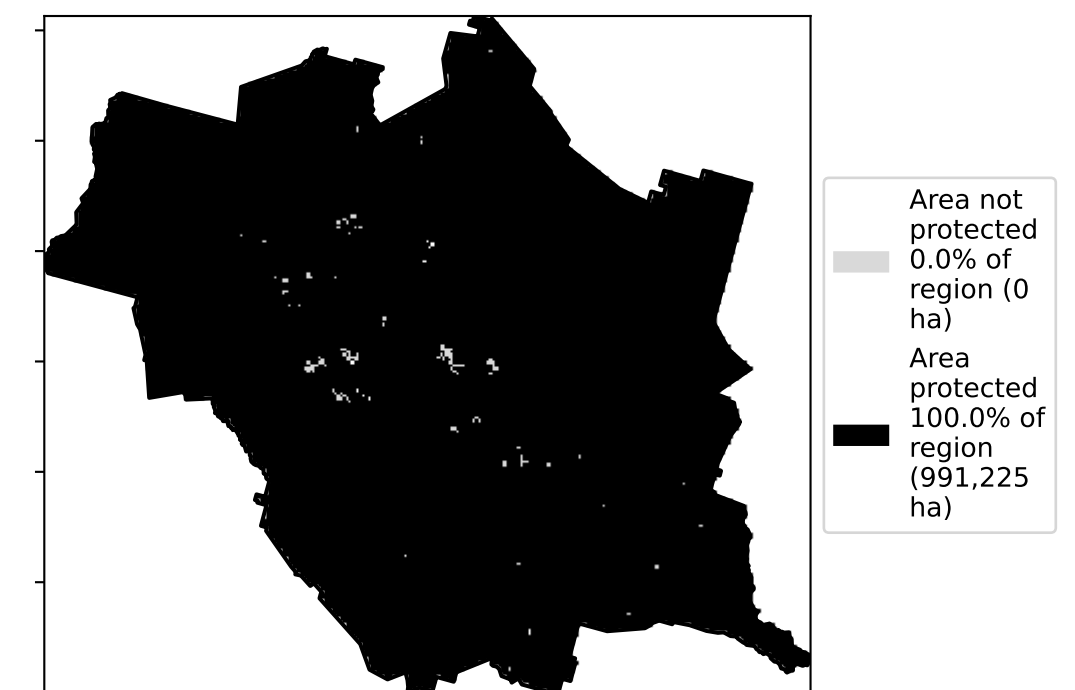 Area not
protected
0.0% of
region (0
ha)
Area
protected
100.0% of
region
(991,225
ha)